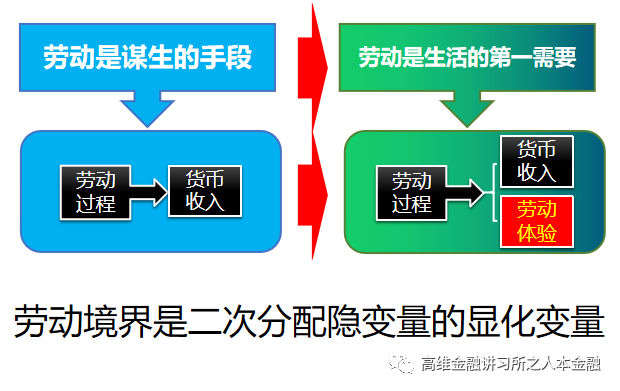 劳动是谋生的手段
劳动是生活的第一需要
劳动
过程
货币
收入
劳动
过程
货币
收入
劳动
体验
劳动境界是二次分配隐变量的显化变量
高维金融讲习所之人本金融